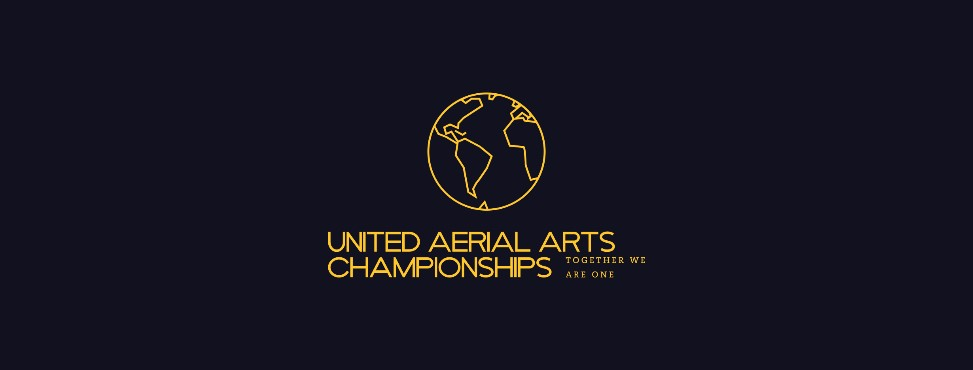 UNITED AERIAL ARTS
CHAMPIONSHIPS
TOGETHER WE
ARE ONE